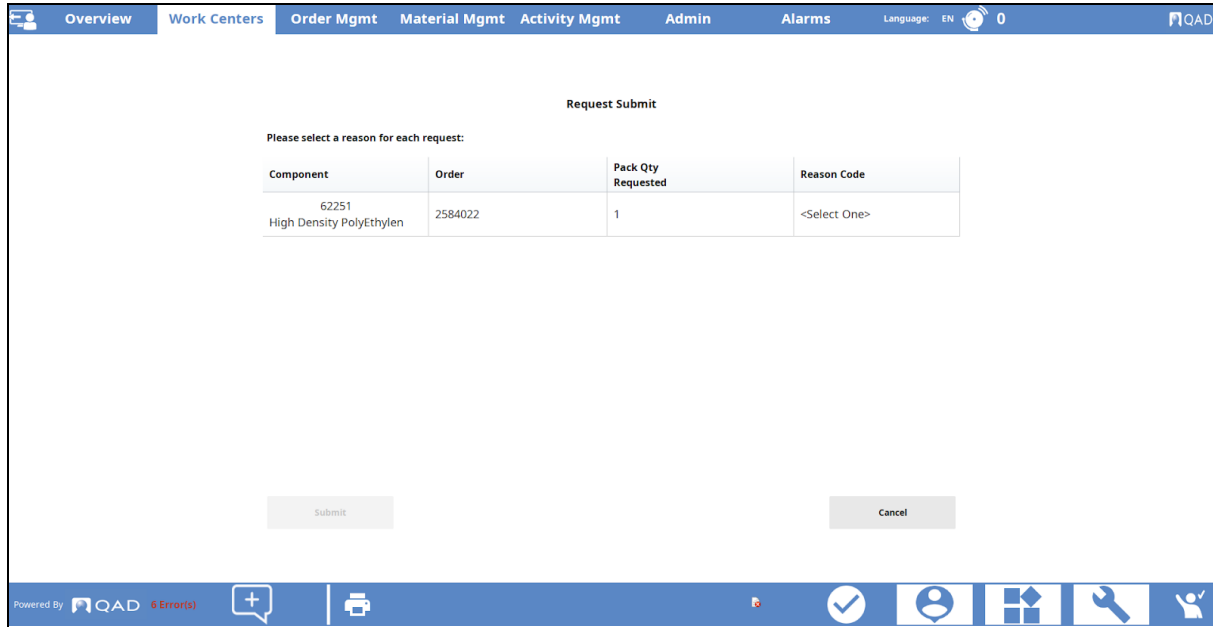 Overview Work Centers Order Mgmt Material Mgmt Activity Mgmt Admin Alarms Language: EN 0 QAD
Request Submit
Please select a reason for each request:
Component Order Pack Qty Requested Reason Code
62251
High Density PolyEthylen 2584022 1 <Select One>
Submit Cancel
Powered By QAD 6 Error(s)